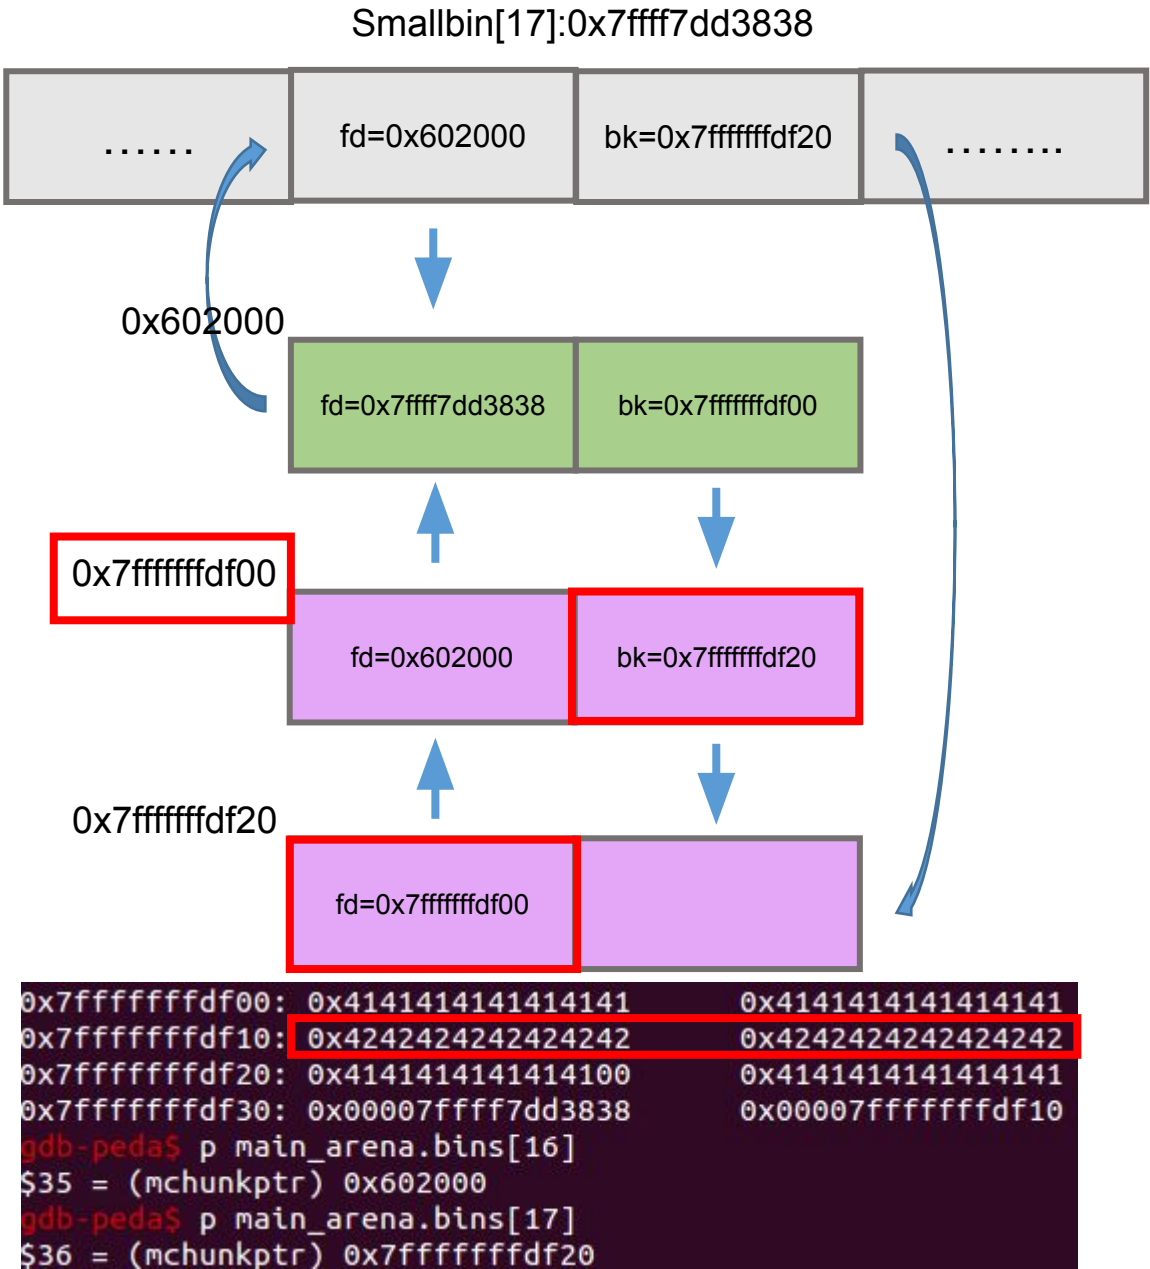 Smallbin[17]:0x7ffff7dd3838
...... fd=0x602000 bk=0x7fffffffdf20 ........
0x602000
fd=0x7ffff7dd3838 bk=0x7fffffffdf00
0x7fffffffdf00
fd=0x602000 bk=0x7fffffffdf20
0x7fffffffdf20
fd=0x7fffffffdf00
0x7fffffffdf00: 0x4141414141414141 0x4141414141414141
0x7fffffffdf10: 0x4242424242424242 0x4242424242424242
0x7fffffffdf20: 0x4141414141414100 0x4141414141414141
0x7fffffffdf30: 0x00007ffff7dd3838 0x00007fffffffdf10
gdb-peda$ p main_arena.bins[16]
$35 = (mchunkptr) 0x602000
gdb-peda$ p main_arena.bins[17]
$36 = (mchunkptr) 0x7fffffffdf20